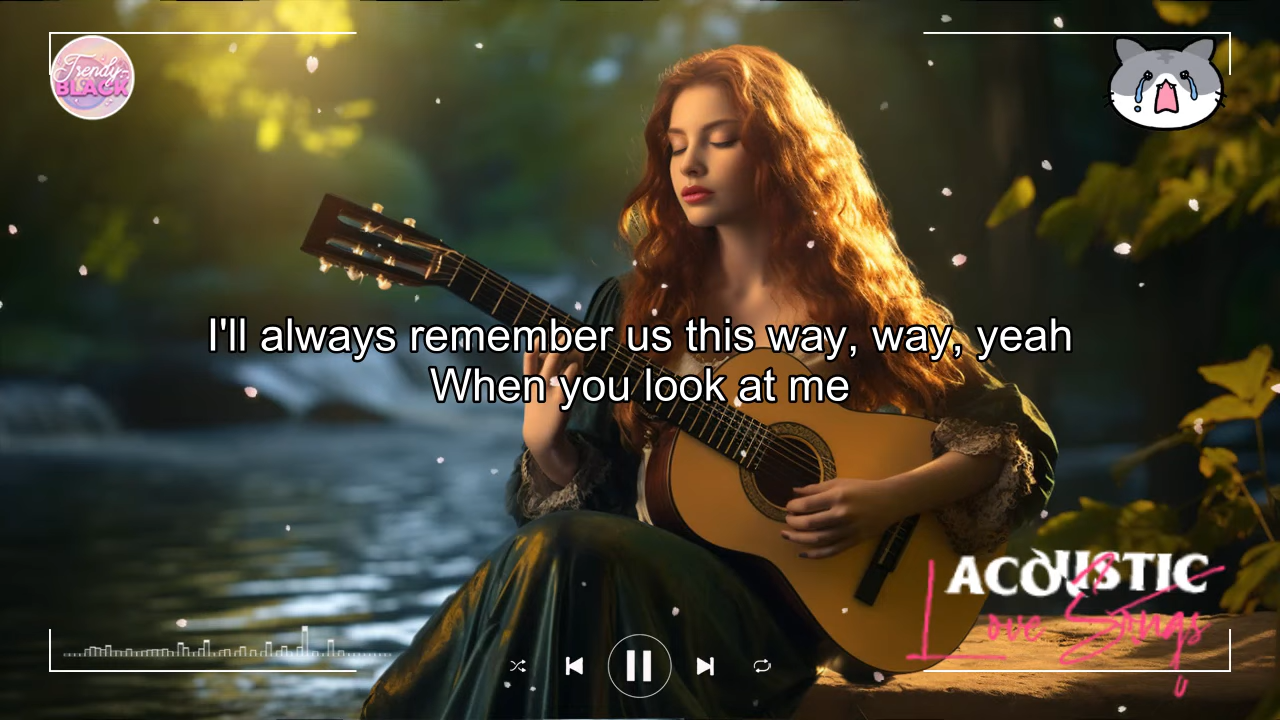 Trendy
BLACK
I'll always remember us this way, way, yeah
When you look at me
ACOUSTIC
Love Songs